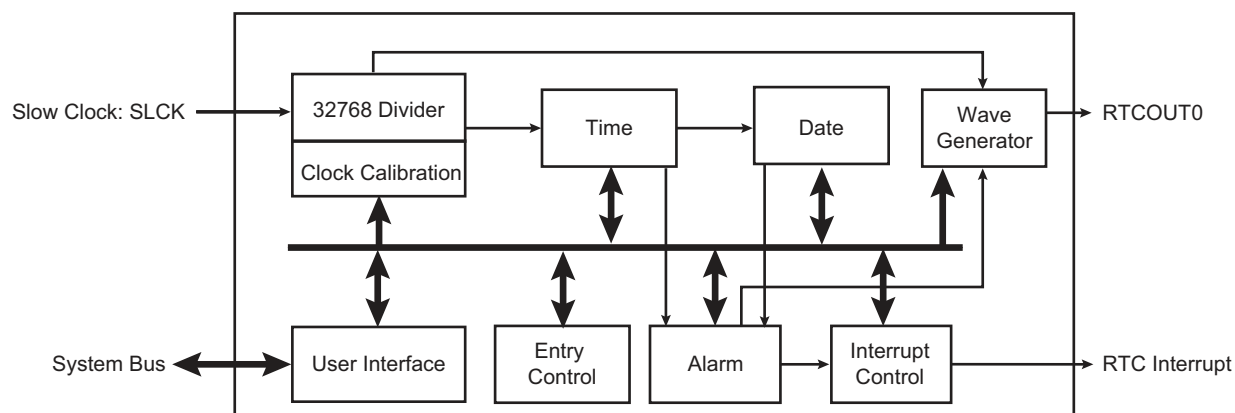 Slow Clock: SLCK
32768 Divider
Clock Calibration
Time
Date
Wave
Generator
RTCOUT0
System Bus
User Interface
Entry
Control
Alarm
Interrupt
Control
RTC Interrupt